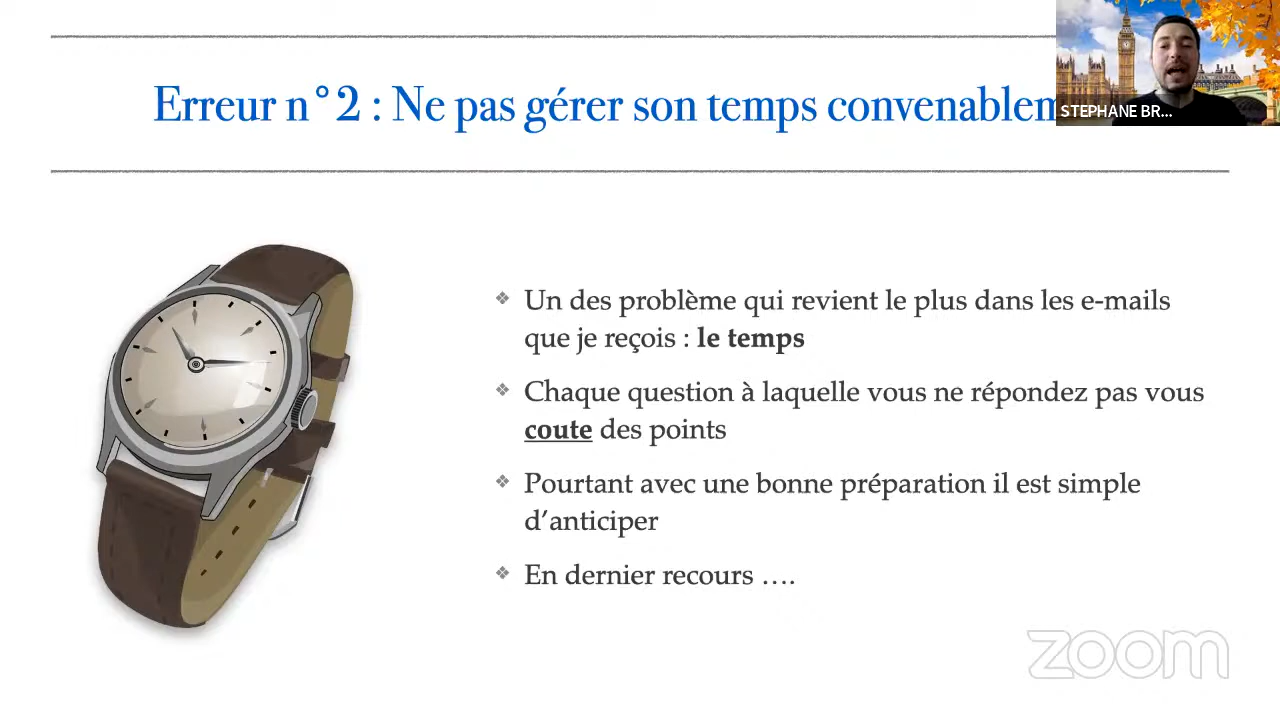 Erreur n°2 : Ne pas gérer son temps
STEPHANE BR...
❖ Un des problème qui revient le plus dans les e-mails
que je reçois : le temps
❖ Chaque question à laquelle vous ne répondez pas vous
coute des points
❖ Pourtant avec une bonne préparation il est simple
d’anticiper
❖ En dernier recours ….
zoom